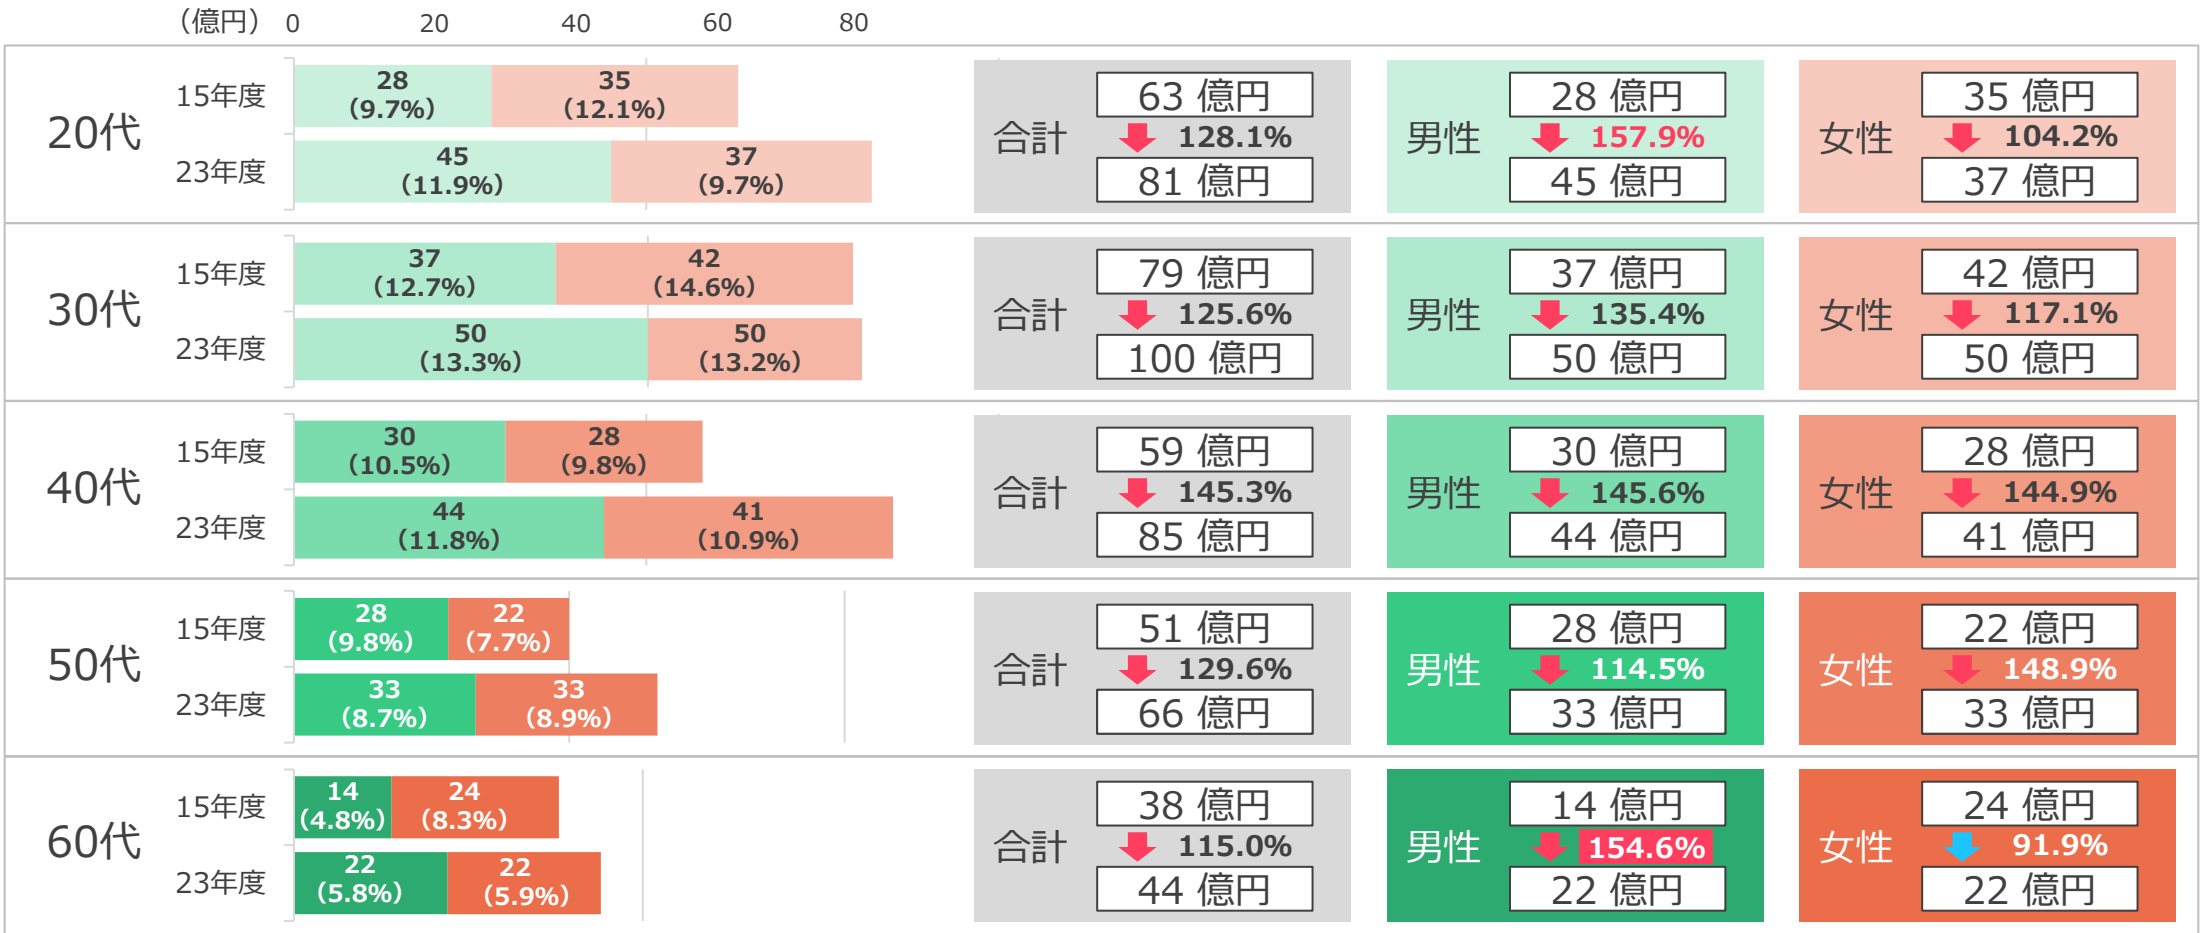 （億円） 0 20 40 60 80
20代
15年度
28 35
（9.7%） （12.1%）
23年度
45 37
（11.9%） （9.7%）
合計
63 億円
128.1%
81 億円
男性
28 億円
157.9%
45 億円
女性
35 億円
104.2%
37 億円
30代
15年度
37 42
（12.7%） （14.6%）
23年度
50 50
（13.3%） （13.2%）
合計
79 億円
125.6%
100 億円
男性
37 億円
135.4%
50 億円
女性
42 億円
117.1%
50 億円
40代
15年度
30 28
（10.5%） （9.8%）
23年度
44 41
（11.8%） （10.9%）
合計
59 億円
145.3%
85 億円
男性
30 億円
145.6%
44 億円
女性
28 億円
144.9%
41 億円
50代
15年度
28 22
（9.8%） （7.7%）
23年度
33 33
（8.7%） （8.9%）
合計
51 億円
129.6%
66 億円
男性
28 億円
114.5%
33 億円
女性
22 億円
148.9%
33 億円
60代
15年度
14 24
（4.8%） （8.3%）
23年度
22 22
（5.8%） （5.9%）
合計
38 億円
115.0%
44 億円
男性
14 億円
154.6%
22 億円
女性
24 億円
91.9%
22 億円